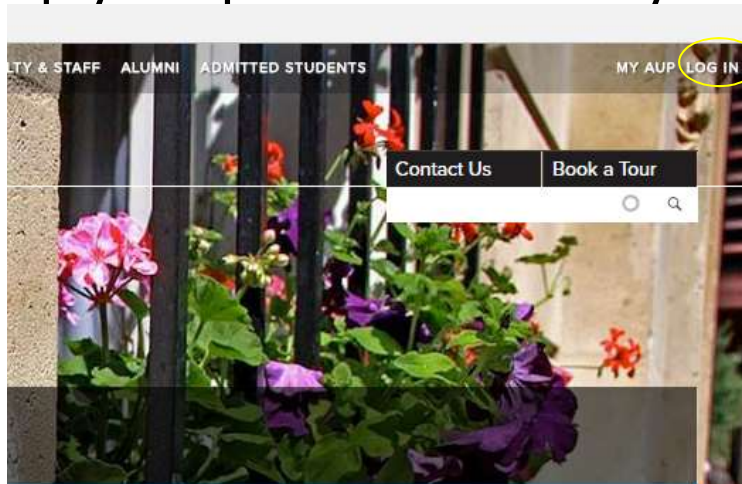 LTY & STAFF ALUMNI ADMITTED STUDENTS MY AUP LOG IN
Contact Us Book a Tour